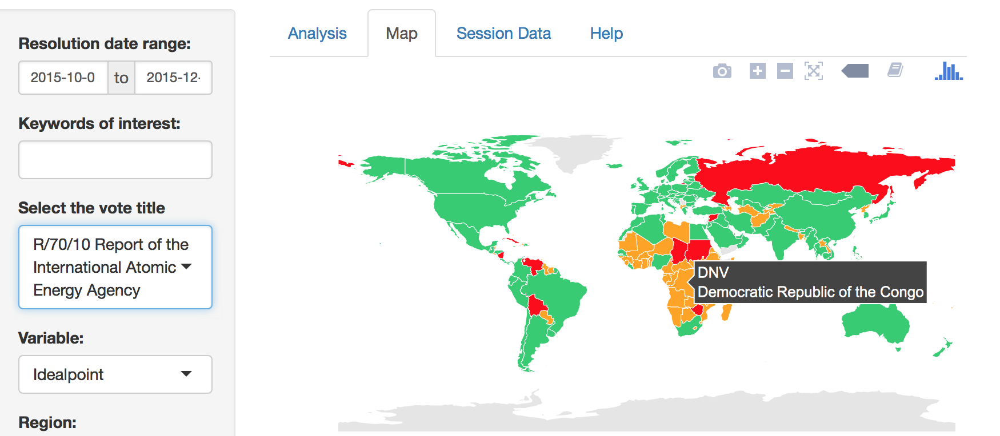 Resolution date range:
2015-10-0 to 2015-12-
Keywords of interest:
Select the vote title
R/70/10 Report of the
International Atomic
Energy Agency
Variable:
Idealpoint
Region:
Analysis Map Session Data Help
DNV
Democratic Republic of the Congo